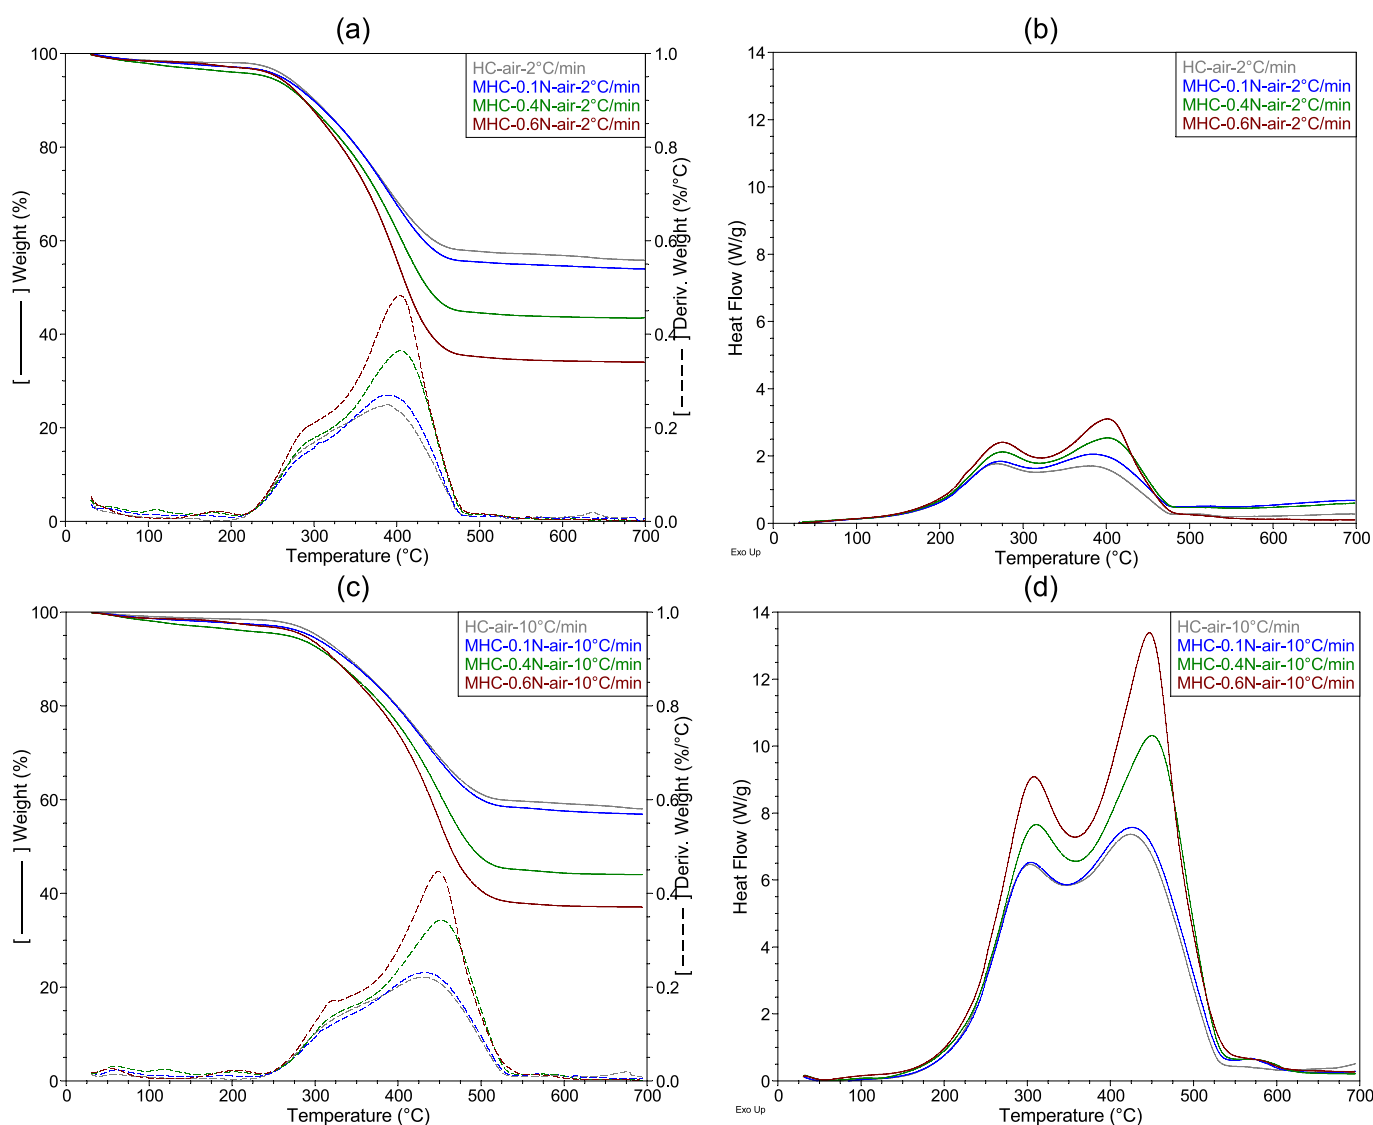 (a)
100
80
60
40
20
0
1.0
0.8
0.6
0.4
0.2
0.0
0 100 200 300 400 500 600 700
[ —— ] Weight (%)
[ ---- ] Deriv. Weight (%/°C)
Temperature (°C)
HC-air-2°C/min
MHC-0.1N-air-2°C/min
MHC-0.4N-air-2°C/min
MHC-0.6N-air-2°C/min
(b)
14
12
10
8
6
4
2
0
0 100 200 300 400 500 600 700
Heat Flow (W/g)
Exo Up
Temperature (°C)
HC-air-2°C/min
MHC-0.1N-air-2°C/min
MHC-0.4N-air-2°C/min
MHC-0.6N-air-2°C/min
(c)
100
80
60
40
20
0
1.0
0.8
0.6
0.4
0.2
0.0
0 100 200 300 400 500 600 700
[ —— ] Weight (%)
[ ---- ] Deriv. Weight (%/°C)
Temperature (°C)
HC-air-10°C/min
MHC-0.1N-air-10°C/min
MHC-0.4N-air-10°C/min
MHC-0.6N-air-10°C/min
(d)
14
12
10
8
6
4
2
0
0 100 200 300 400 500 600 700
Heat Flow (W/g)
Exo Up
Temperature (°C)
HC-air-10°C/min
MHC-0.1N-air-10°C/min
MHC-0.4N-air-10°C/min
MHC-0.6N-air-10°C/min